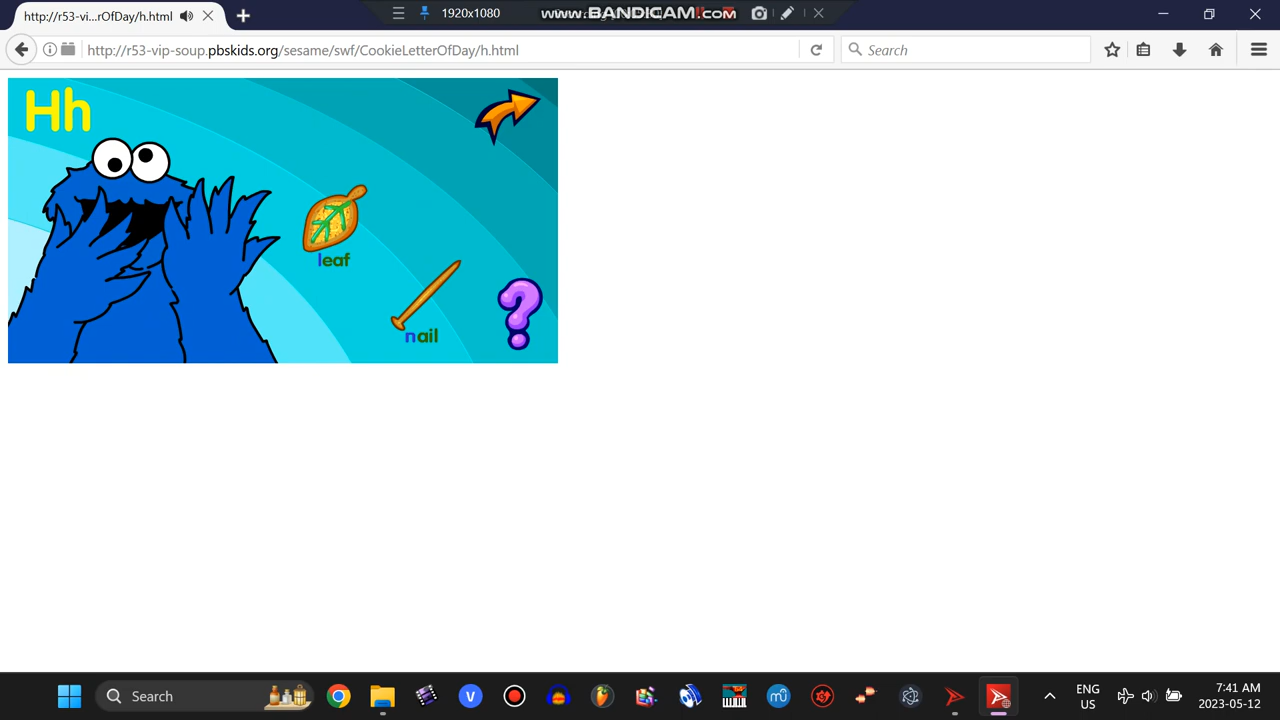 http://r53-vi...rOfDay/h.html
1920x1080
www.BANDICAM.com
http://r53-vip-soup.pbskids.org/sesame/swf/CookieLetterOfDay/h.html
Search
Hh
leaf
nail
?
Search
ENG
US
7:41 AM
2023-05-12